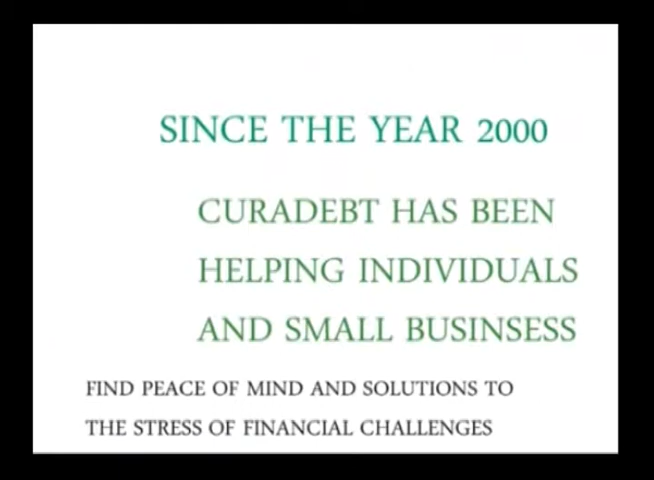 SINCE THE YEAR 2000
CURADEBT HAS BEEN
HELPING INDIVIDUALS
AND SMALL BUSINSESS
FIND PEACE OF MIND AND SOLUTIONS TO
THE STRESS OF FINANCIAL CHALLENGES